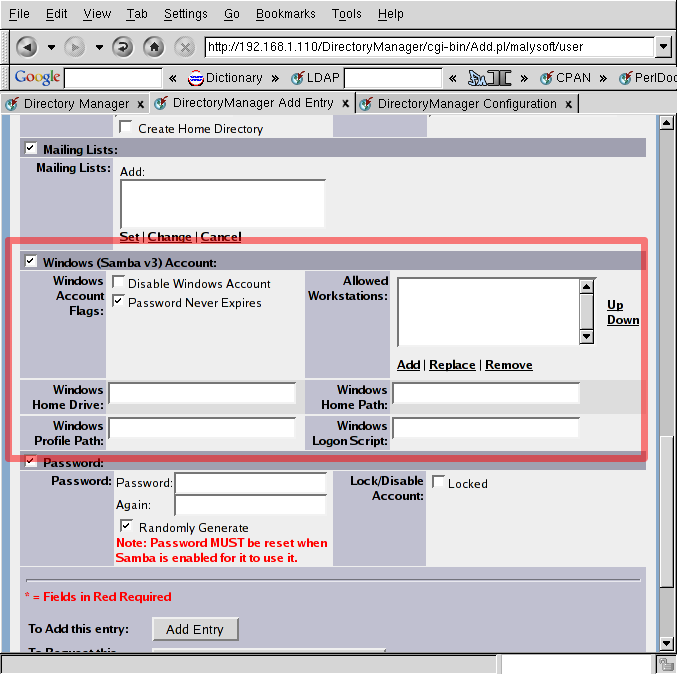 File Edit View Tab Settings Go Bookmarks Tools Help
http://192.168.1.110/DirectoryManager/cgi-bin/Add.pl/malysoft/user
Google « Dictionary » LDAP « » CPAN » PerlDoc
Directory Manager x DirectoryManager Add Entry x DirectoryManager Configuration x
Create Home Directory
Mailing Lists:
Mailing Lists: Add:
Set | Change | Cancel
Windows (Samba v3) Account:
Windows Account Flags:
Disable Windows Account
Password Never Expires
Allowed Workstations:
Up
Down
Add | Replace | Remove
Windows Home Drive:
Windows Home Path:
Windows Profile Path:
Windows Logon Script:
Password:
Password: Password:
Again:
Randomly Generate
Note: Password MUST be reset when
Samba is enabled for it to use it.
Lock/Disable Account:
Locked
* = Fields in Red Required
To Add this entry: Add Entry
To Request this